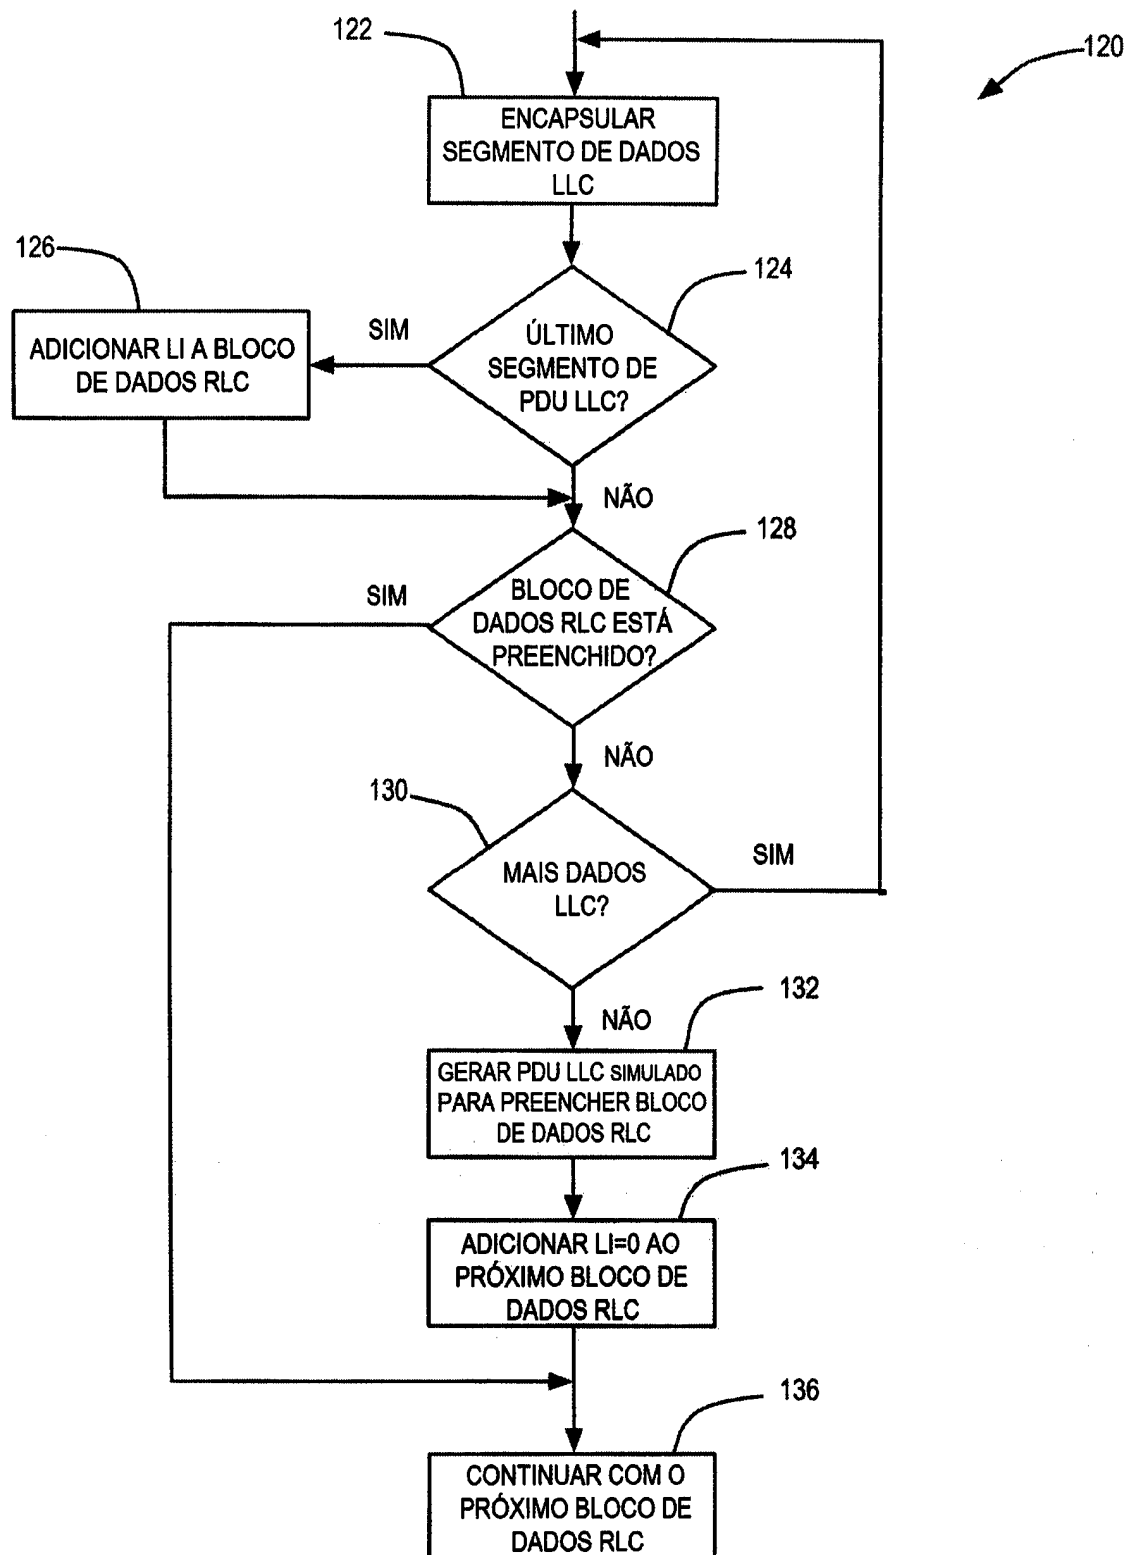 122
120
ENCAPSULAR
SEGMENTO DE DADOS
LLC
126
124
SIM
ÚLTIMO
SEGMENTO DE
PDU LLC?
ADICIONAR LI A BLOCO
DE DADOS RLC
NÃO
128
SIM
BLOCO DE
DADOS RLC ESTÁ
PREENCHIDO?
NÃO
130
SIM
MAIS DADOS
LLC?
132
NÃO
GERAR PDU LLC SIMULADO
PARA PREENCHER BLOCO
DE DADOS RLC
134
ADICIONAR LI=0 AO
PRÓXIMO BLOCO DE
DADOS RLC
136
CONTINUAR COM O
PRÓXIMO BLOCO DE
DADOS RLC